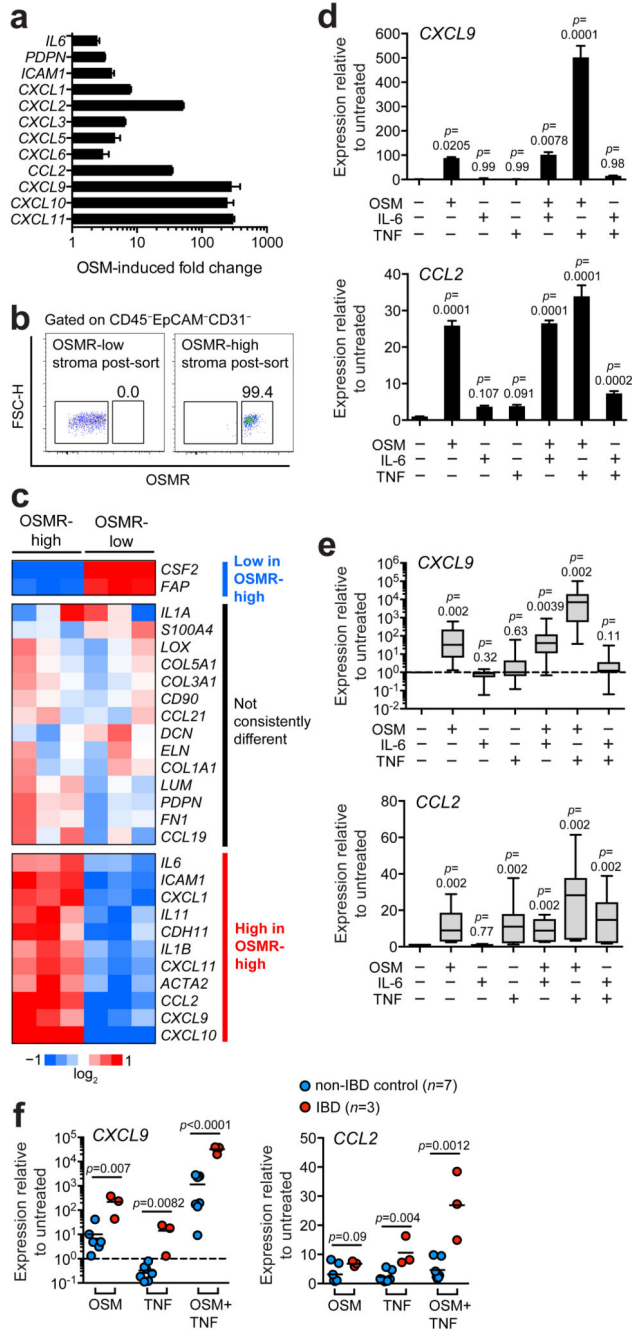 a
IL6
PDPN
ICAM1
CXCL1
CXCL2
CXCL3
CXCL5
CXCL6
CCL2
CXCL9
CXCL10
CXCL11
1 10 100 1000
OSM-induced fold change
b
Gated on CD45⁻EpCAM⁻CD31⁻
OSMR-low stroma post-sort
0.0
OSMR-high stroma post-sort
99.4
FSC-H
OSMR
c
OSMR-high
OSMR-low
CSF2
FAP
Low in OSMR-high
IL1A
S100A4
LOX
COL5A1
COL3A1
CD90
CCL21
DCN
ELN
COL1A1
LUM
PDPN
FN1
CCL19
Not consistently different
IL6
ICAM1
CXCL1
IL11
CDH11
IL1B
CXCL11
ACTA2
CCL2
CXCL9
CXCL10
High in OSMR-high
−1 1
log₂
d
CXCL9
Expression relative to untreated
600
500
400
300
200
100
0
p= 0.0205
p= 0.99
p= 0.99
p= 0.0078
p= 0.0001
p= 0.98
OSM − + − − + + −
IL-6 − − + − + − +
TNF − − − + − + +
CCL2
Expression relative to untreated
40
30
20
10
0
p= 0.0001
p= 0.107
p= 0.091
p= 0.0001
p= 0.0001
p= 0.0002
OSM − + − − + + −
IL-6 − − + − + − +
TNF − − − + − + +
e
CXCL9
Expression relative to untreated
10⁶
10⁵
10⁴
10³
10²
10¹
10⁰
10⁻¹
10⁻²
p= 0.002
p= 0.32
p= 0.63
p= 0.0039
p= 0.002
p= 0.11
OSM − + − − + + −
IL-6 − − + − + − +
TNF − − − + − + +
CCL2
Expression relative to untreated
80
60
40
20
0
p= 0.002
p= 0.77
p= 0.002
p= 0.002
p= 0.002
p= 0.002
OSM − + − − + + −
IL-6 − − + − + − +
TNF − − − + − + +
non-IBD control (n=7)
IBD (n=3)
f
CXCL9
Expression relative to untreated
10⁵
10⁴
10³
10²
10¹
10⁰
10⁻¹
p=0.007
p=0.0082
p<0.0001
OSM TNF OSM+ TNF
CCL2
Expression relative to untreated
50
40
30
20
10
0
p=0.09
p=0.004
p=0.0012
OSM TNF OSM+ TNF